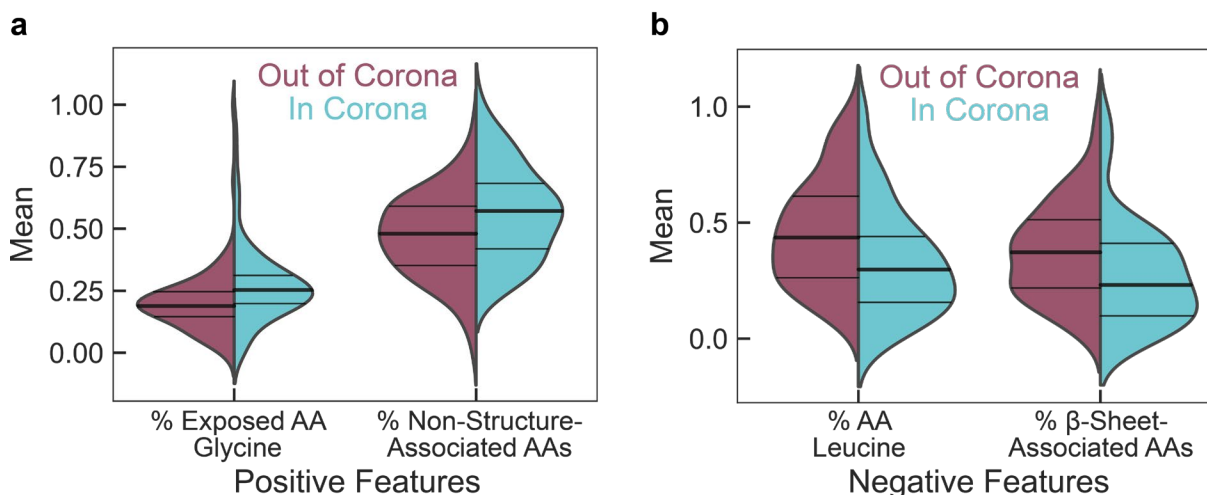 a
Out of Corona
In Corona
1.00
0.75
0.50
0.25
0.00
Mean
% Exposed AA
Glycine
% Non-Structure-
Associated AAs
Positive Features
b
Out of Corona
In Corona
1.0
0.5
0.0
Mean
% AA
Leucine
% β-Sheet-
Associated AAs
Negative Features